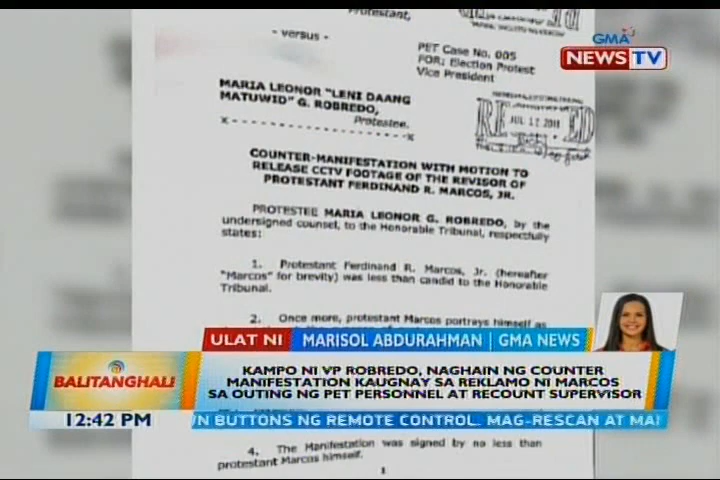 Protestant,
- versus -
PET Case No. 005
FOR: Election Protest
Vice President
GMA
NEWS TV
MARIA LEONOR "LENI DAANG
MATUWID" G. ROBREDO,
Protestee.
x - - - - - - - - - - - - - - - - - - - - - x
JUL 12 2018
COUNTER-MANIFESTATION WITH MOTION TO
RELEASE CCTV FOOTAGE OF THE REVISOR OF
PROTESTANT FERDINAND R. MARCOS, JR.
PROTESTEE MARIA LEONOR G. ROBREDO, by the
undersigned counsel, to the Honorable Tribunal, respectfully
states:
1. Protestant Ferdinand R. Marcos, Jr. (hereafter
"Marcos" for brevity) was less than candid to the Honorable
Tribunal.
2. Once more, protestant Marcos portrays himself as
ULAT NI MARISOL ABDURAHMAN | GMA NEWS
KAMPO NI VP ROBREDO, NAGHAIN NG COUNTER
MANIFESTATION KAUGNAY SA REKLAMO NI MARCOS
SA OUTING NG PET PERSONNEL AT RECOUNT SUPERVISOR
BALITANGHALI
12:42 PM
WN BUTTONS NG REMOTE CONTROL. MAG-RESCAN AT MA
4. The Manifestation was signed by no less than
protestant Marcos himself.
1